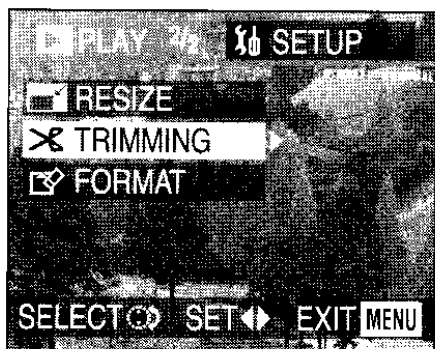 PLAY 2/2 SETUP
RESIZE
TRIMMING
FORMAT
SELECT SET EXIT MENU